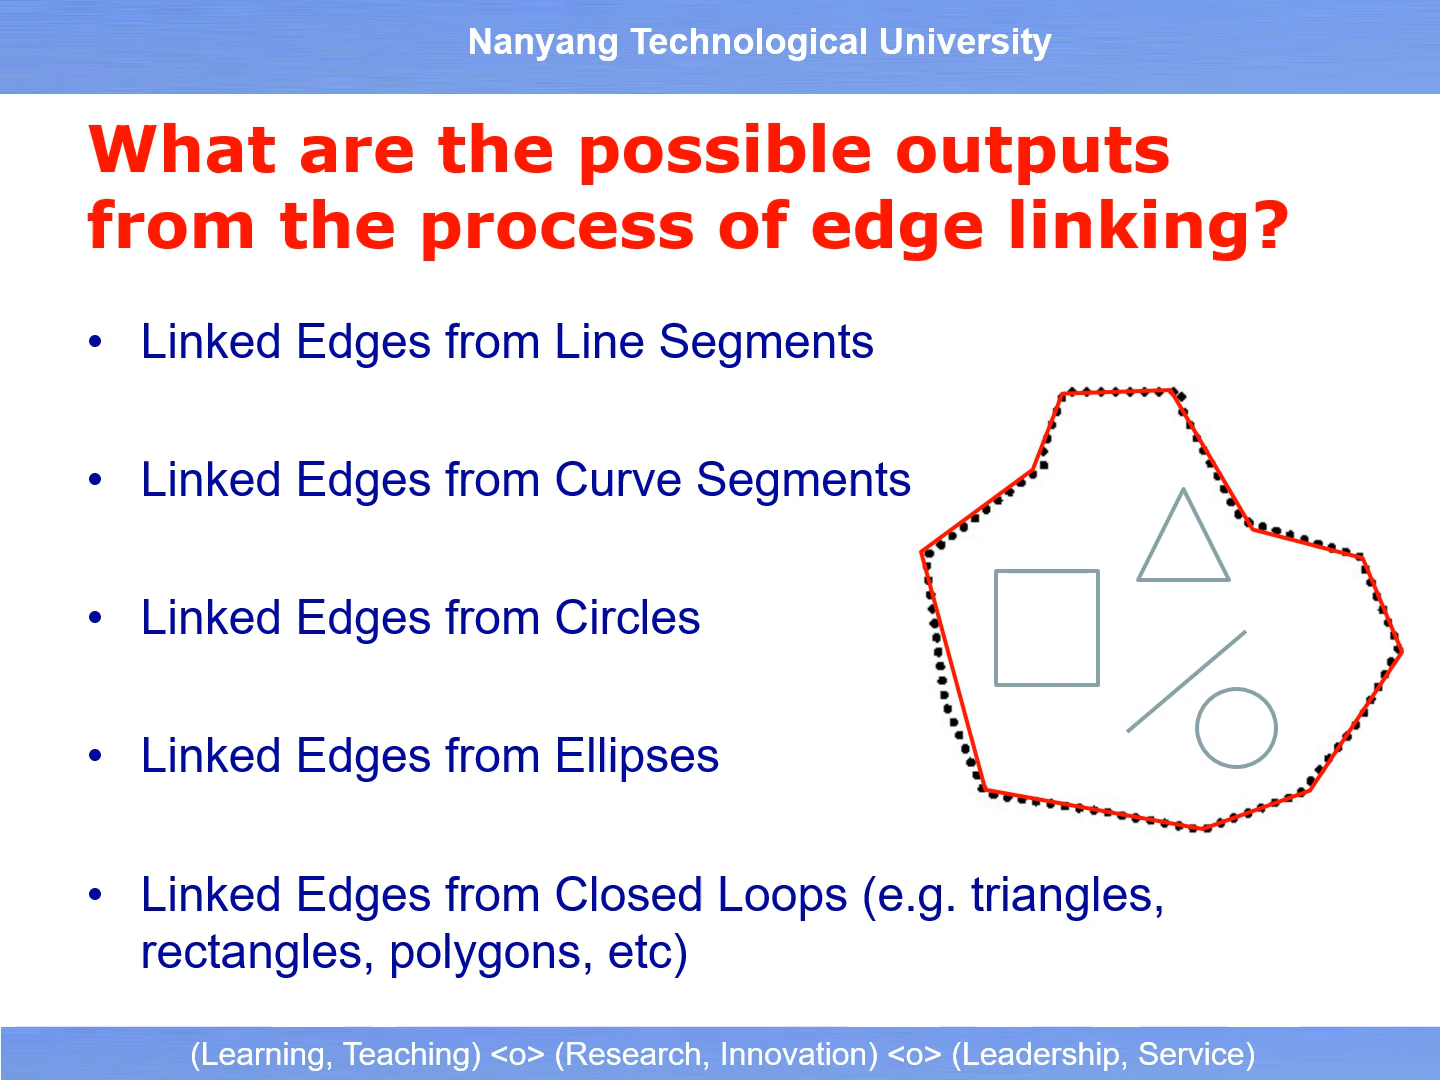 Nanyang Technological University
What are the possible outputs
from the process of edge linking?
• Linked Edges from Line Segments
• Linked Edges from Curve Segments
• Linked Edges from Circles
• Linked Edges from Ellipses
• Linked Edges from Closed Loops (e.g. triangles,
rectangles, polygons, etc)
(Learning, Teaching) <o> (Research, Innovation) <o> (Leadership, Service)